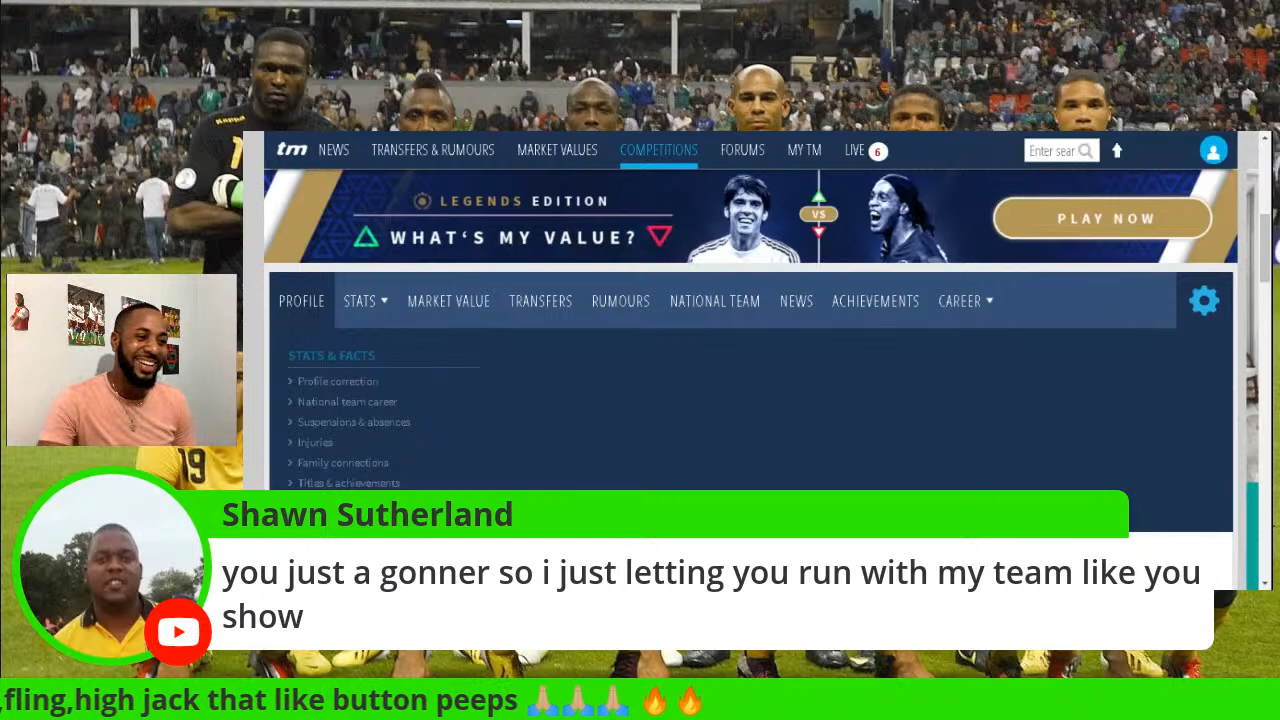 tm NEWS TRANSFERS & RUMOURS MARKET VALUES COMPETITIONS FORUMS MY TM LIVE 6 Enter sear
LEGENDS EDITION
WHAT'S MY VALUE?
VS
PLAY NOW
PROFILE STATS MARKET VALUE TRANSFERS RUMOURS NATIONAL TEAM NEWS ACHIEVEMENTS CAREER
STATS & FACTS
Profile correction
National team career
Suspensions & absences
Injuries
Family connections
Titles & achievements
19
Shawn Sutherland
you just a gonner so i just letting you run with my team like you
show
,fling,high jack that like button peeps 🙏🏽🙏🏽🙏🏽 🔥🔥